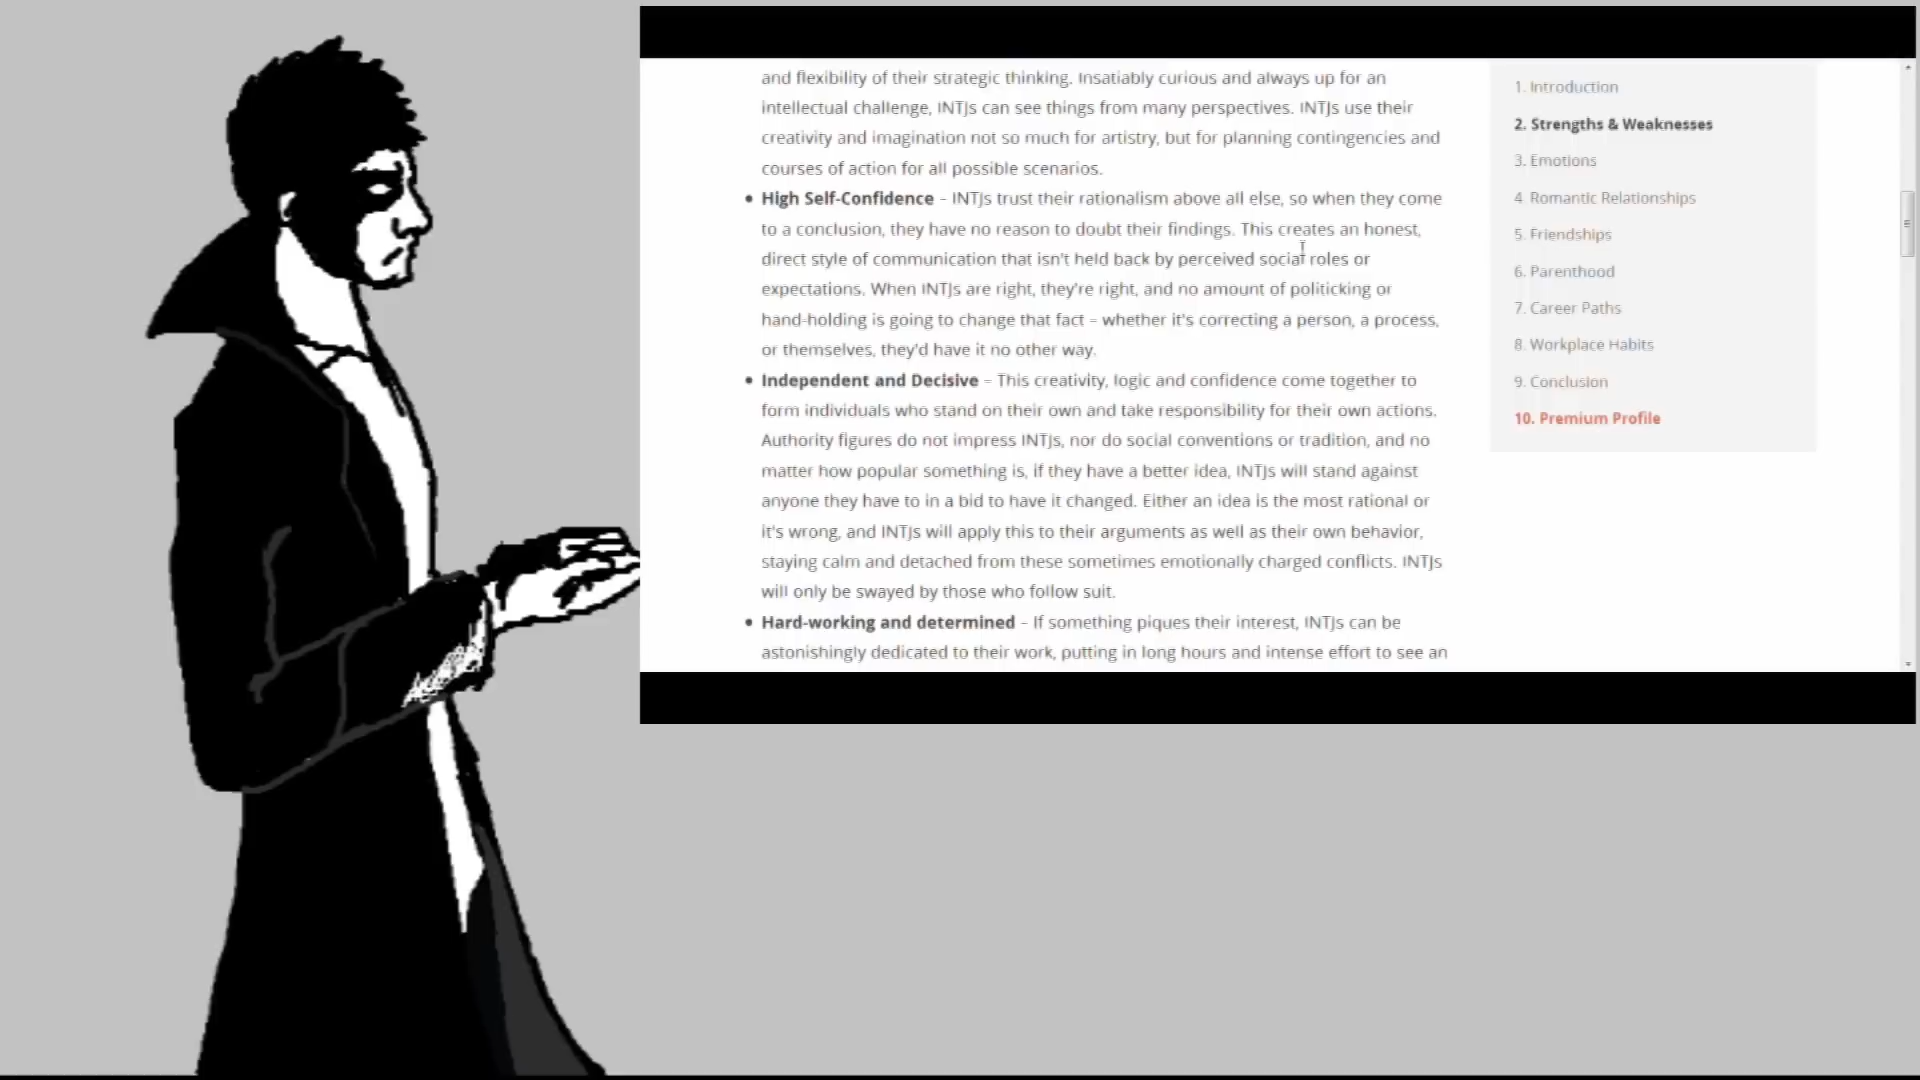 and flexibility of their strategic thinking. Insatiably curious and always up for an
intellectual challenge, INTJs can see things from many perspectives. INTJs use their
creativity and imagination not so much for artistry, but for planning contingencies and
courses of action for all possible scenarios.
• High Self-Confidence – INTJs trust their rationalism above all else, so when they come
to a conclusion, they have no reason to doubt their findings. This creates an honest,
direct style of communication that isn't held back by perceived social roles or
expectations. When INTJs are right, they're right, and no amount of politicking or
hand-holding is going to change that fact – whether it's correcting a person, a process,
or themselves, they'd have it no other way.
• Independent and Decisive – This creativity, logic and confidence come together to
form individuals who stand on their own and take responsibility for their own actions.
Authority figures do not impress INTJs, nor do social conventions or tradition, and no
matter how popular something is, if they have a better idea, INTJs will stand against
anyone they have to in a bid to have it changed. Either an idea is the most rational or
it's wrong, and INTJs will apply this to their arguments as well as their own behavior,
staying calm and detached from these sometimes emotionally charged conflicts. INTJs
will only be swayed by those who follow suit.
• Hard-working and determined – If something piques their interest, INTJs can be
astonishingly dedicated to their work, putting in long hours and intense effort to see an
1. Introduction
2. Strengths & Weaknesses
3. Emotions
4 Romantic Relationships
5. Friendships
6. Parenthood
7. Career Paths
8. Workplace Habits
9. Conclusion
10. Premium Profile